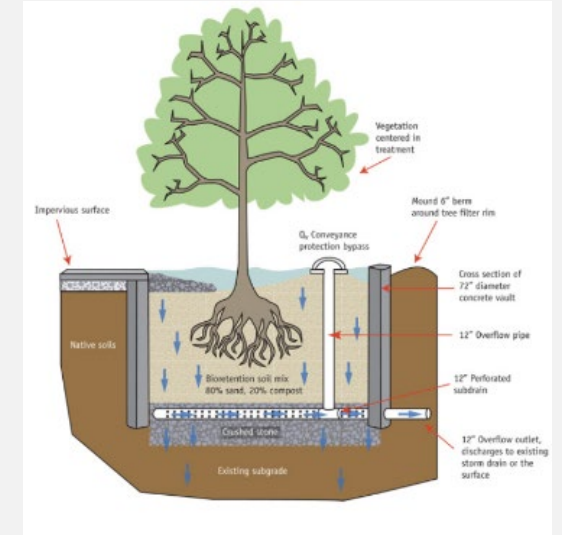 Vegetation
centered in
treatment
Impervious surface
Mound 6" berm
around tree filter rim
Qp Conveyance
protection bypass
Cross section of
72" diameter
concrete vault
Native soils
12" Overflow pipe
Bioretention soil mix
80% sand, 20% compost
12" Perforated
subdrain
Crushed stone
12" Overflow outlet,
discharges to existing
storm drain or the
surface
Existing subgrade